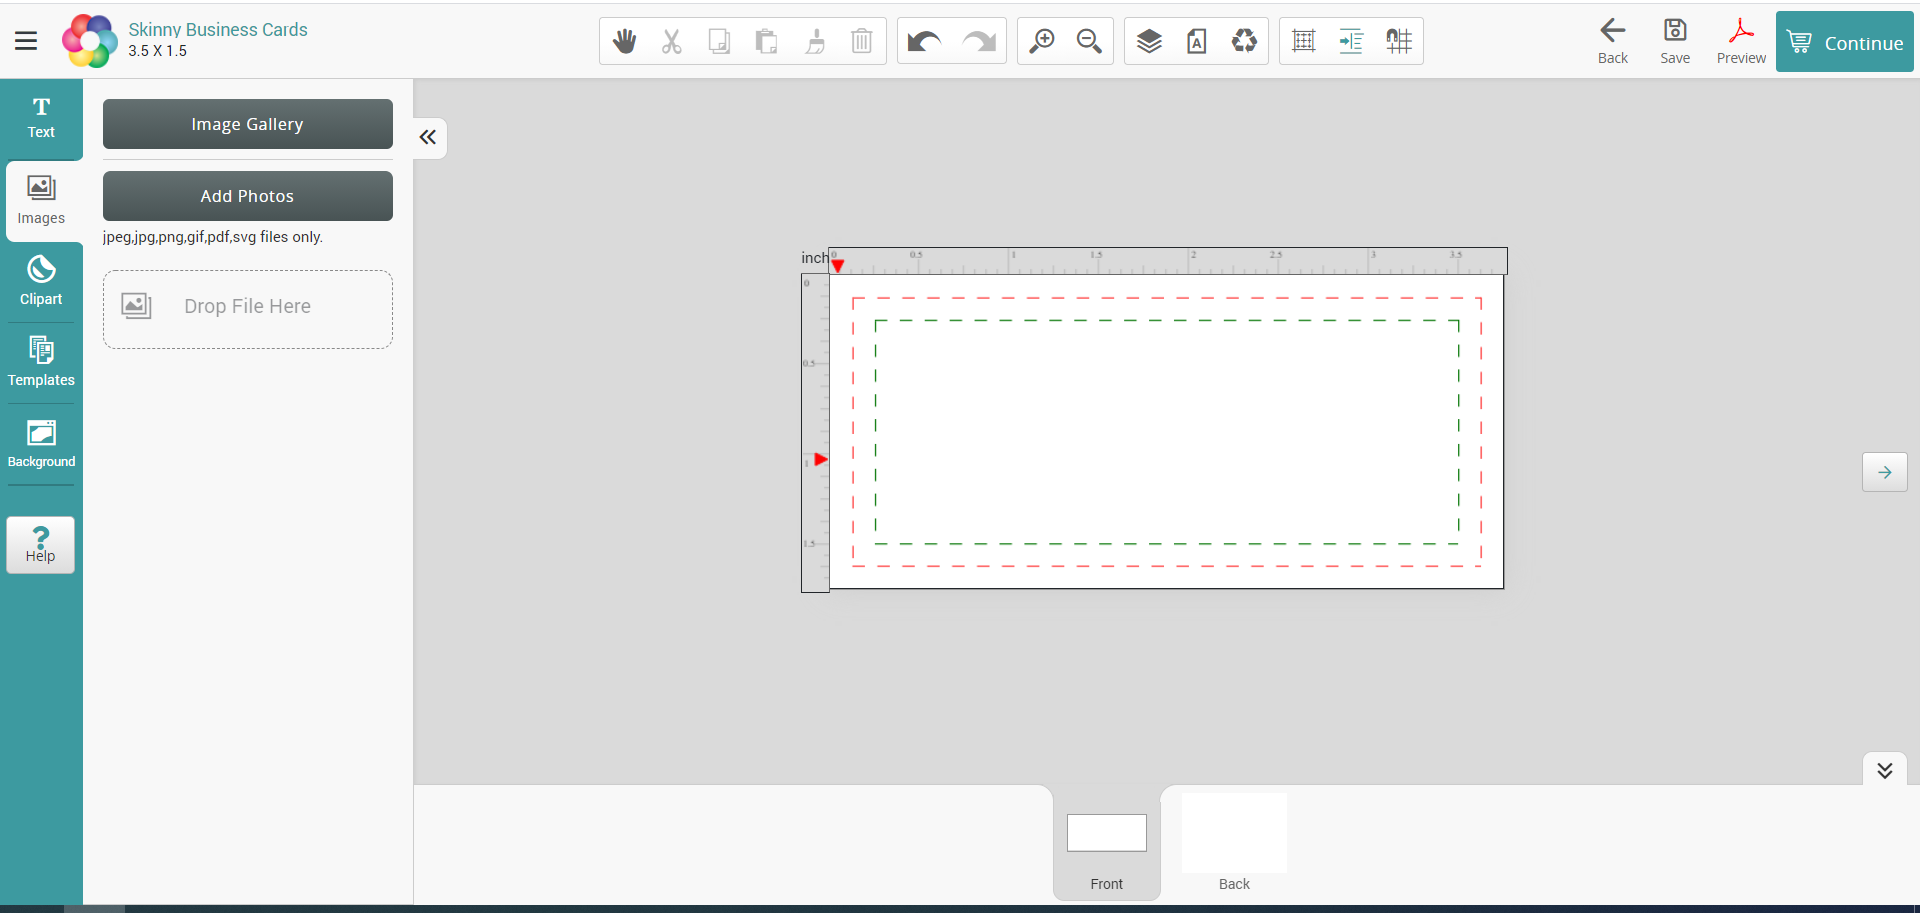 Skinny Business Cards
3.5 X 1.5
Back
Save
Preview
Continue
Text
Images
Clipart
Templates
Background
?
Help
Image Gallery
Add Photos
jpeg,jpg,png,gif,pdf,svg files only.
Drop File Here
inch
0 0.5 1 1.5 2 2.5 3 3.5
0
0.5
1
1.5
Front
Back